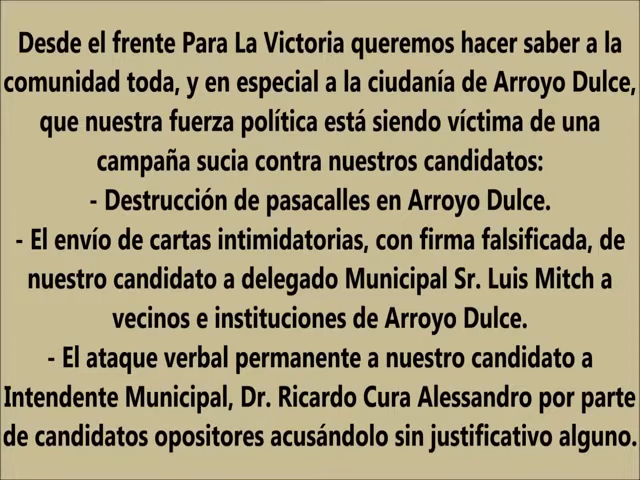 Desde el frente Para La Victoria queremos hacer saber a la
comunidad toda, y en especial a la ciudanía de Arroyo Dulce,
que nuestra fuerza política está siendo víctima de una
campaña sucia contra nuestros candidatos:
- Destrucción de pasacalles en Arroyo Dulce.
- El envío de cartas intimidatorias, con firma falsificada, de
nuestro candidato a delegado Municipal Sr. Luis Mitch a
vecinos e instituciones de Arroyo Dulce.
- El ataque verbal permanente a nuestro candidato a
Intendente Municipal, Dr. Ricardo Cura Alessandro por parte
de candidatos opositores acusándolo sin justificativo alguno.